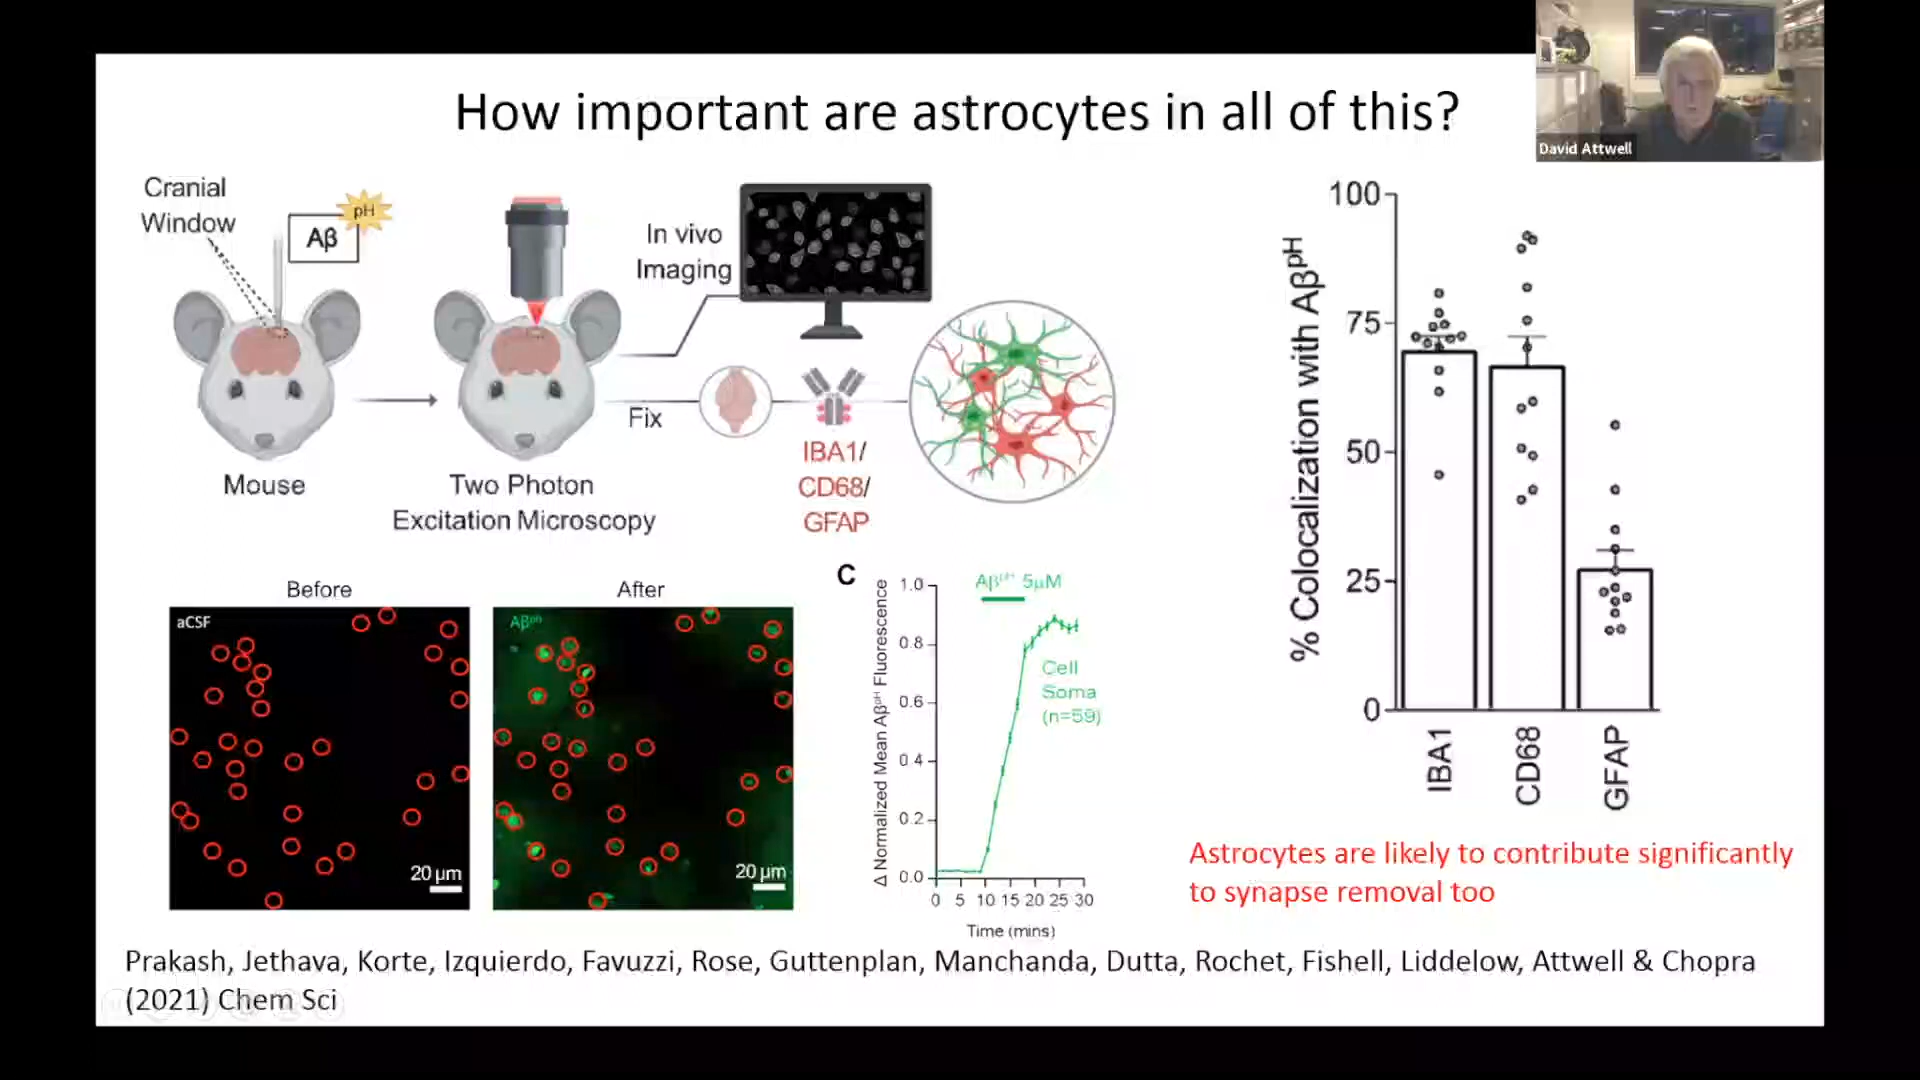 How important are astrocytes in all of this?
David Attwell
Cranial
Window
pH
Aβ
Mouse
Two Photon
Excitation Microscopy
In vivo
Imaging
Fix
IBA1/
CD68/
GFAP
Before
After
aCSF
20 µm
Aβᵖʰ
20 µm
C
Aβᵖᴴ 5µM
Δ Normalized Mean Aβᵖᴴ Fluorescence
1.0
0.8
0.6
0.4
0.2
0.0
Cell
Soma
(n=59)
0 5 10 15 20 25 30
Time (mins)
% Colocalization with Aβᵖᴴ
100
75
50
25
0
IBA1
CD68
GFAP
Astrocytes are likely to contribute significantly
to synapse removal too
Prakash, Jethava, Korte, Izquierdo, Favuzzi, Rose, Guttenplan, Manchanda, Dutta, Rochet, Fishell, Liddelow, Attwell & Chopra
(2021) Chem Sci